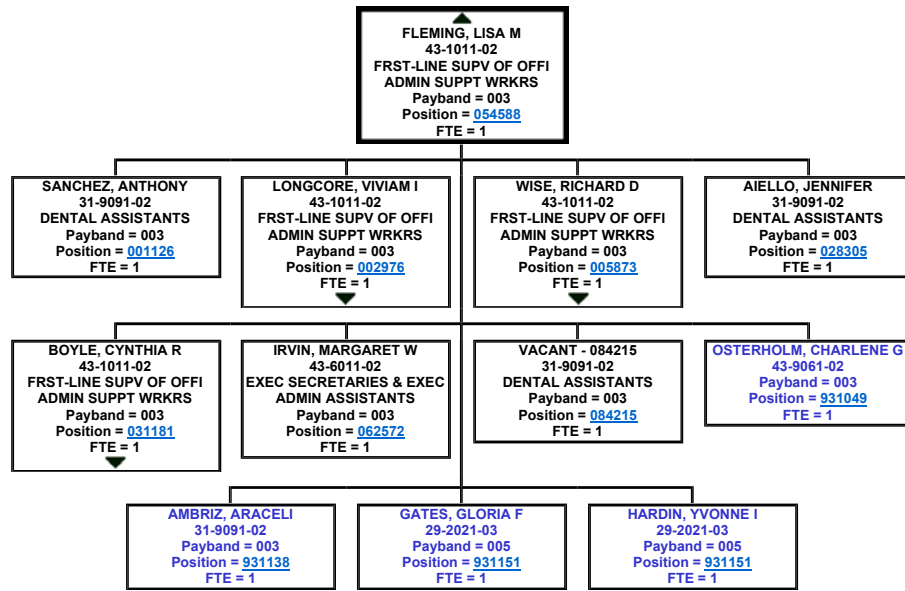 FLEMING, LISA M
43-1011-02
FRST-LINE SUPV OF OFFI
ADMIN SUPPT WRKRS
Payband = 003
Position = 054588
FTE = 1
SANCHEZ, ANTHONY
31-9091-02
DENTAL ASSISTANTS
Payband = 003
Position = 001126
FTE = 1
LONGCORE, VIVIAM I
43-1011-02
FRST-LINE SUPV OF OFFI
ADMIN SUPPT WRKRS
Payband = 003
Position = 002976
FTE = 1
WISE, RICHARD D
43-1011-02
FRST-LINE SUPV OF OFFI
ADMIN SUPPT WRKRS
Payband = 003
Position = 005873
FTE = 1
AIELLO, JENNIFER
31-9091-02
DENTAL ASSISTANTS
Payband = 003
Position = 028305
FTE = 1
BOYLE, CYNTHIA R
43-1011-02
FRST-LINE SUPV OF OFFI
ADMIN SUPPT WRKRS
Payband = 003
Position = 031181
FTE = 1
IRVIN, MARGARET W
43-6011-02
EXEC SECRETARIES & EXEC
ADMIN ASSISTANTS
Payband = 003
Position = 062572
FTE = 1
VACANT - 084215
31-9091-02
DENTAL ASSISTANTS
Payband = 003
Position = 084215
FTE = 1
OSTERHOLM, CHARLENE G
43-9061-02
Payband = 003
Position = 931049
FTE = 1
AMBRIZ, ARACELI
31-9091-02
Payband = 003
Position = 931138
FTE = 1
GATES, GLORIA F
29-2021-03
Payband = 005
Position = 931151
FTE = 1
HARDIN, YVONNE I
29-2021-03
Payband = 005
Position = 931151
FTE = 1